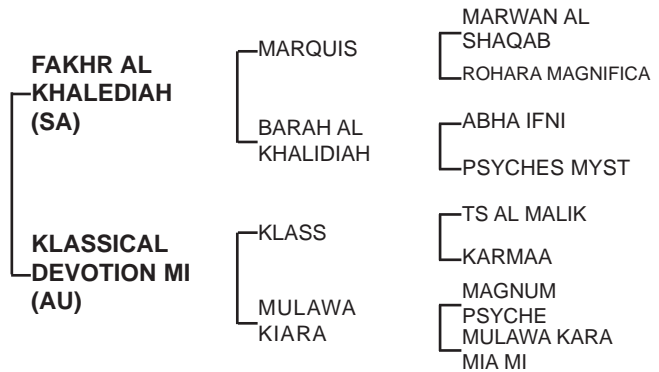 FAKHR AL
KHALEDIAH
(SA)
KLASSICAL
DEVOTION MI
(AU)
MARQUIS
BARAH AL
KHALIDIAH
KLASS
MULAWA
KIARA
MARWAN AL
SHAQAB
ROHARA MAGNIFICA
ABHA IFNI
PSYCHES MYST
TS AL MALIK
KARMAA
MAGNUM
PSYCHE
MULAWA KARA
MIA MI